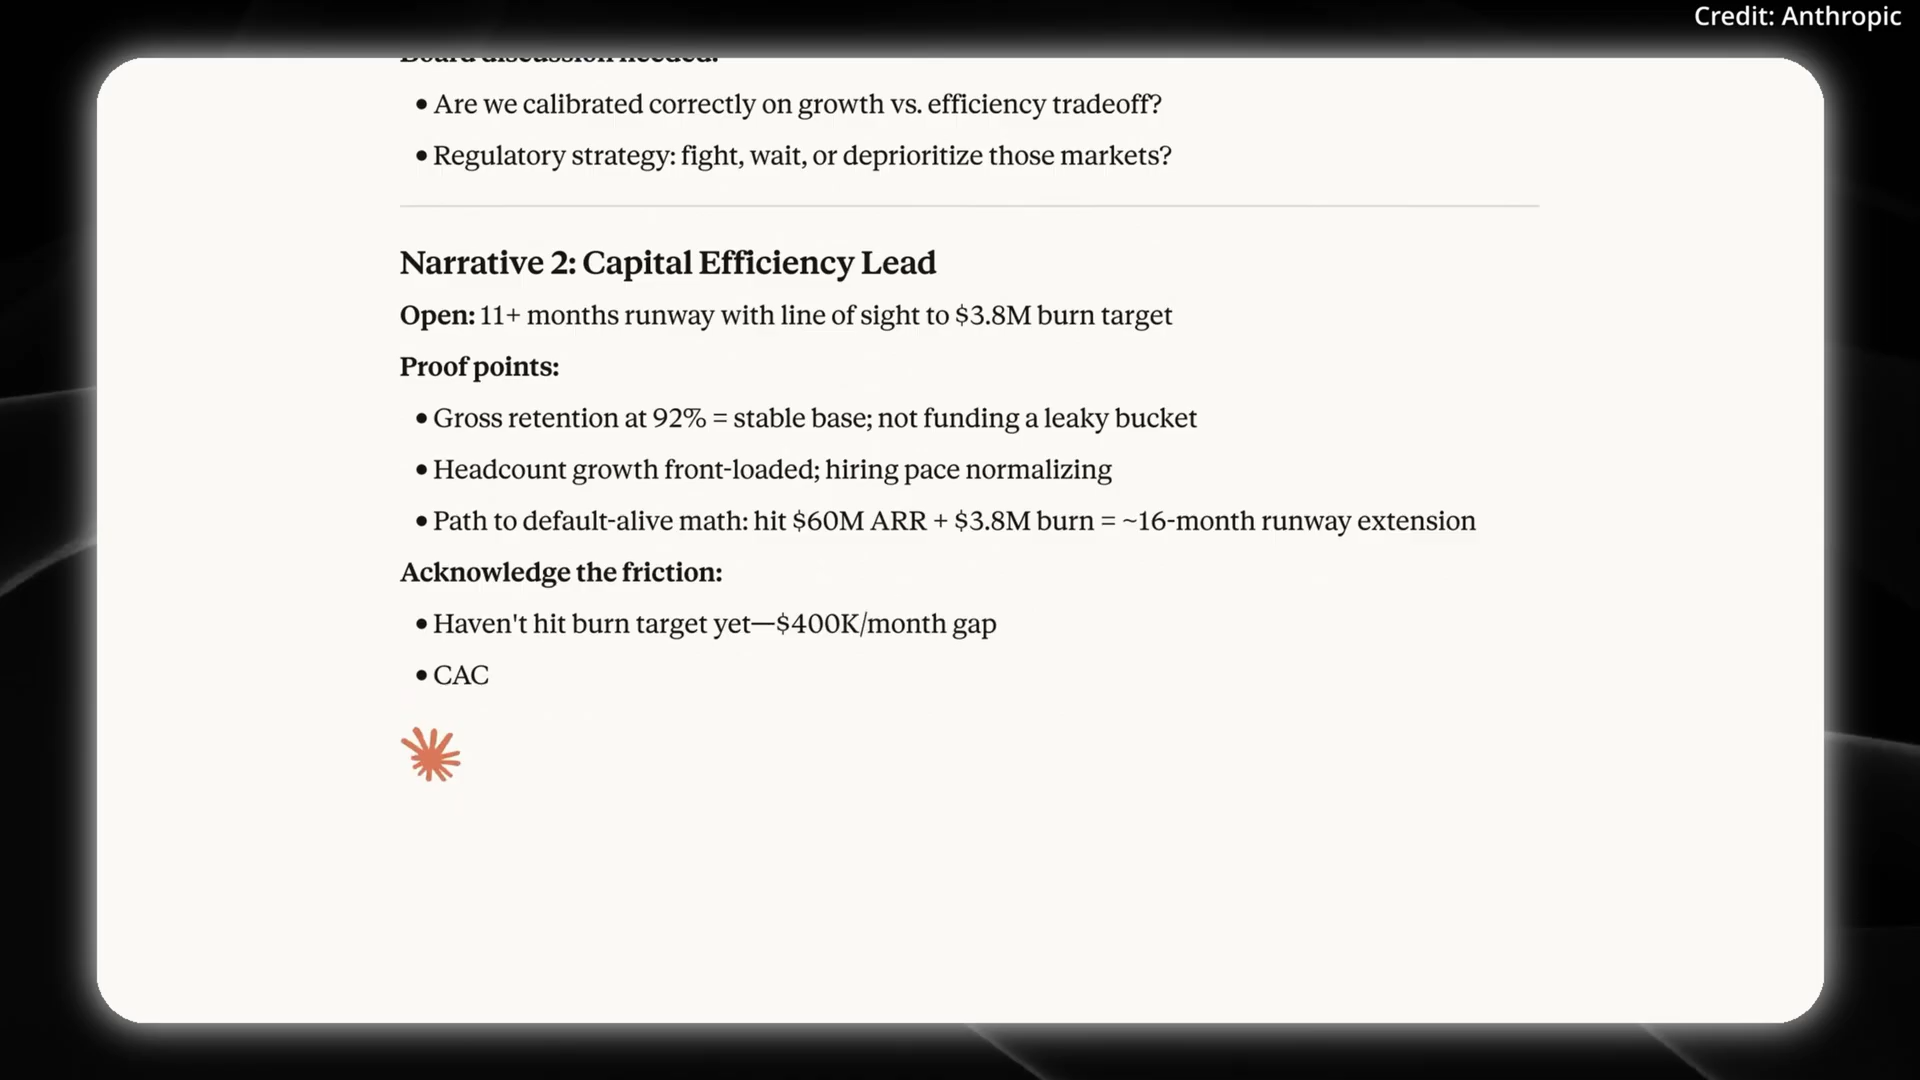 Credit: Anthropic
Board discussion needed:
• Are we calibrated correctly on growth vs. efficiency tradeoff?
• Regulatory strategy: fight, wait, or deprioritize those markets?
Narrative 2: Capital Efficiency Lead
Open: 11+ months runway with line of sight to $3.8M burn target
Proof points:
• Gross retention at 92% = stable base; not funding a leaky bucket
• Headcount growth front-loaded; hiring pace normalizing
• Path to default-alive math: hit $60M ARR + $3.8M burn = ~16-month runway extension
Acknowledge the friction:
• Haven't hit burn target yet—$400K/month gap
• CAC